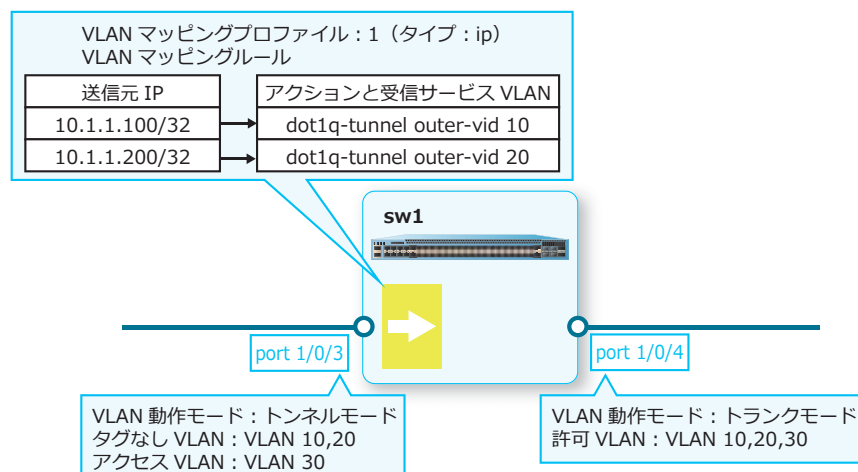 VLAN マッピングプロファイル：1（タイプ：ip）
VLAN マッピングルール
送信元 IP アクションと受信サービス VLAN
10.1.1.100/32 dot1q-tunnel outer-vid 10
10.1.1.200/32 dot1q-tunnel outer-vid 20
sw1
port 1/0/3 port 1/0/4
VLAN 動作モード：トンネルモード
タグなし VLAN：VLAN 10,20
アクセス VLAN：VLAN 30
VLAN 動作モード：トランクモード
許可 VLAN：VLAN 10,20,30